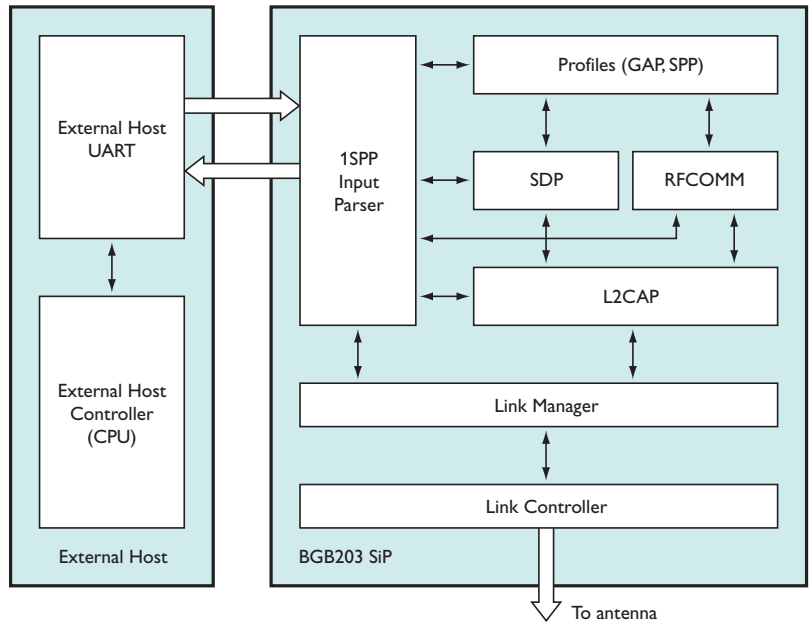 External Host
UART
External Host
Controller
(CPU)
External Host
1SPP
Input
Parser
Profiles (GAP, SPP)
SDP
RFCOMM
L2CAP
Link Manager
Link Controller
BGB203 SiP
To antenna